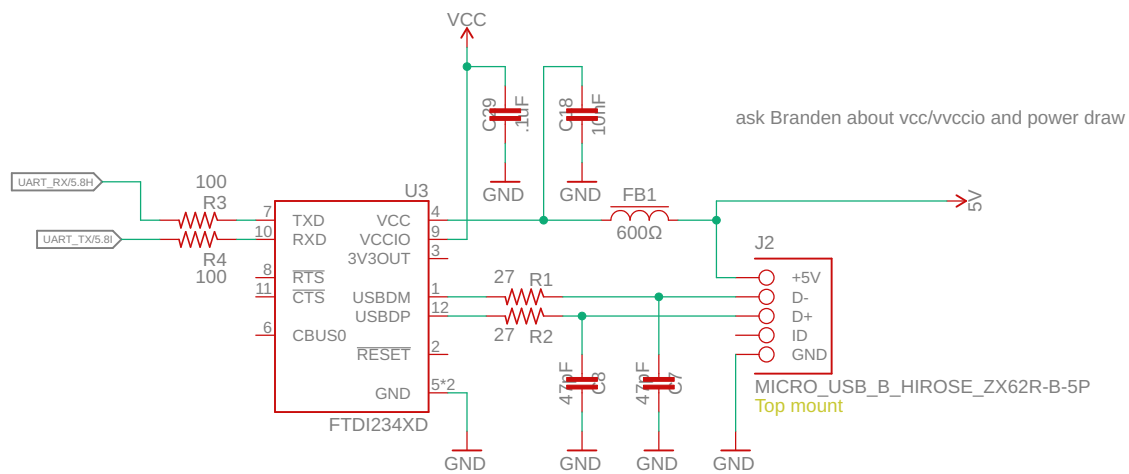 VCC
C29
.1uF
C18
10nF
ask Branden about vcc/vvccio and power draw
UART_RX/5.8H
100
R3
U3
GND
GND
FB1
600Ω
5V
7
TXD
VCC
4
UART_TX/5.8I
10
RXD
VCCIO
9
R4
100
3V3OUT
3
J2
8
RTS
+5V
11
CTS
USBDM
1
27
R1
D-
USBDP
12
27
R2
D+
6
CBUS0
ID
RESET
2
GND
GND
5*2
47pF
C8
47pF
C7
MICRO_USB_B_HIROSE_ZX62R-B-5P
Top mount
FTDI234XD
GND
GND
GND
GND